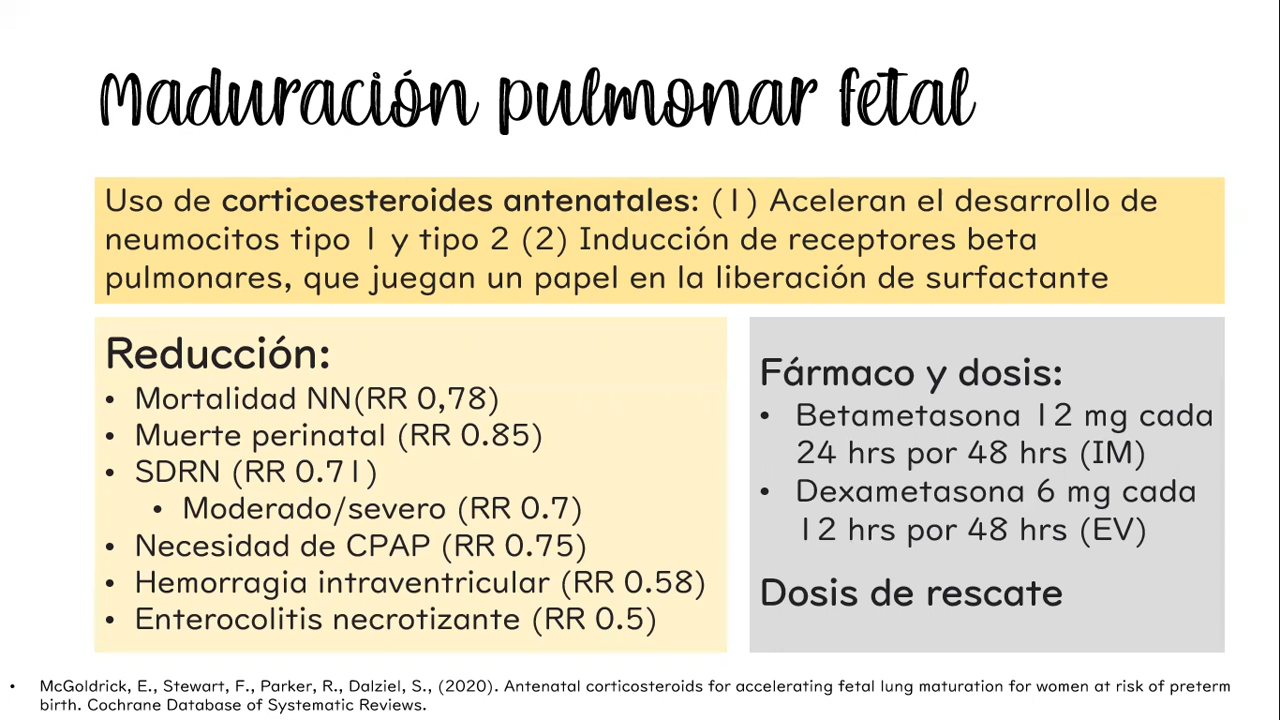 Maduración pulmonar fetal
Uso de corticoesteroides antenatales: (1) Aceleran el desarrollo de
neumocitos tipo 1 y tipo 2 (2) Inducción de receptores beta
pulmonares, que juegan un papel en la liberación de surfactante
Reducción:
• Mortalidad NN(RR 0,78)
• Muerte perinatal (RR 0.85)
• SDRN (RR 0.71)
• Moderado/severo (RR 0.7)
• Necesidad de CPAP (RR 0.75)
• Hemorragia intraventricular (RR 0.58)
• Enterocolitis necrotizante (RR 0.5)
Fármaco y dosis:
• Betametasona 12 mg cada
24 hrs por 48 hrs (IM)
• Dexametasona 6 mg cada
12 hrs por 48 hrs (EV)
Dosis de rescate
• McGoldrick, E., Stewart, F., Parker, R., Dalziel, S., (2020). Antenatal corticosteroids for accelerating fetal lung maturation for women at risk of preterm
birth. Cochrane Database of Systematic Reviews.